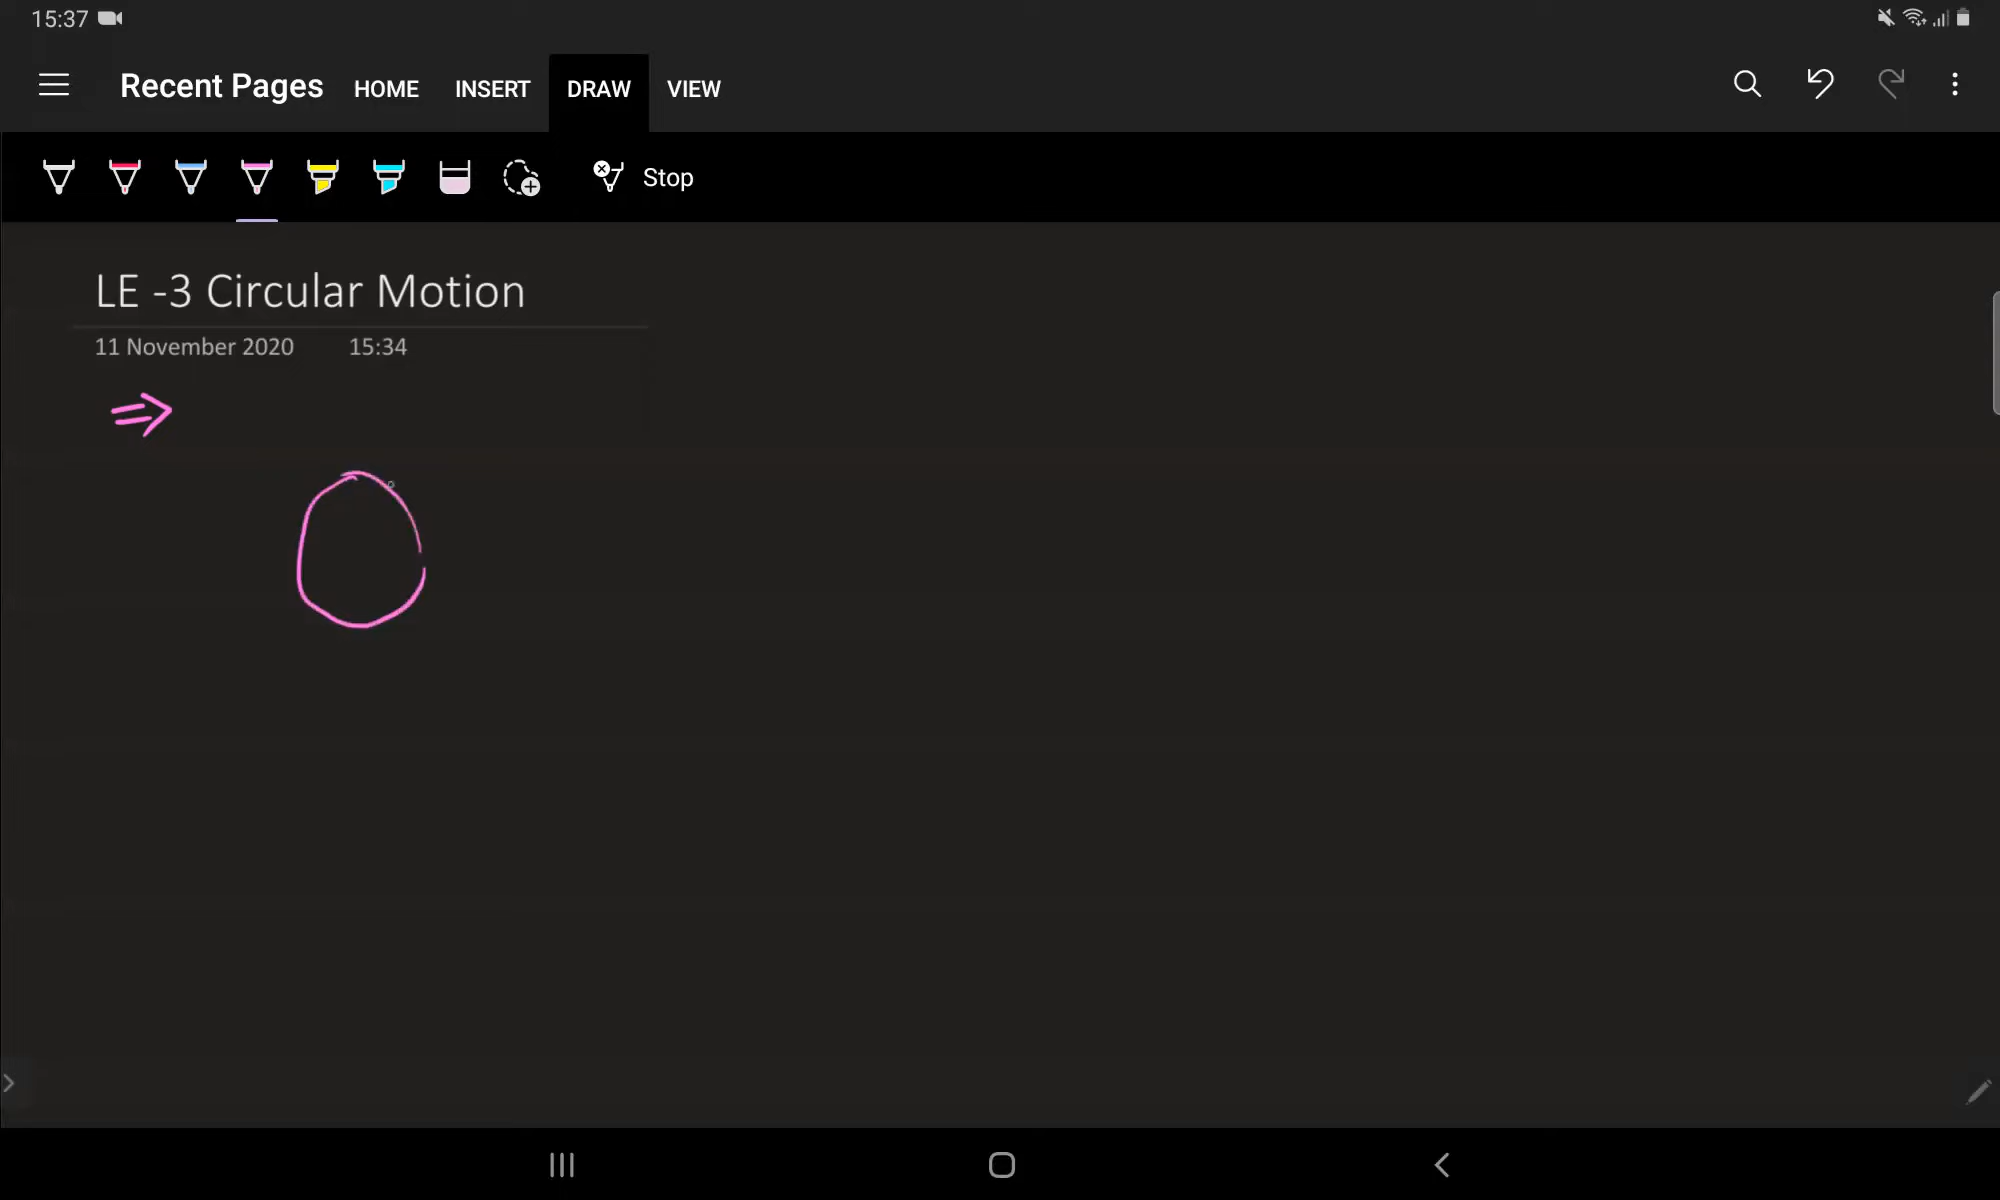 15:37
Recent Pages HOME INSERT DRAW VIEW
Stop
LE -3 Circular Motion
11 November 2020 15:34
⇒